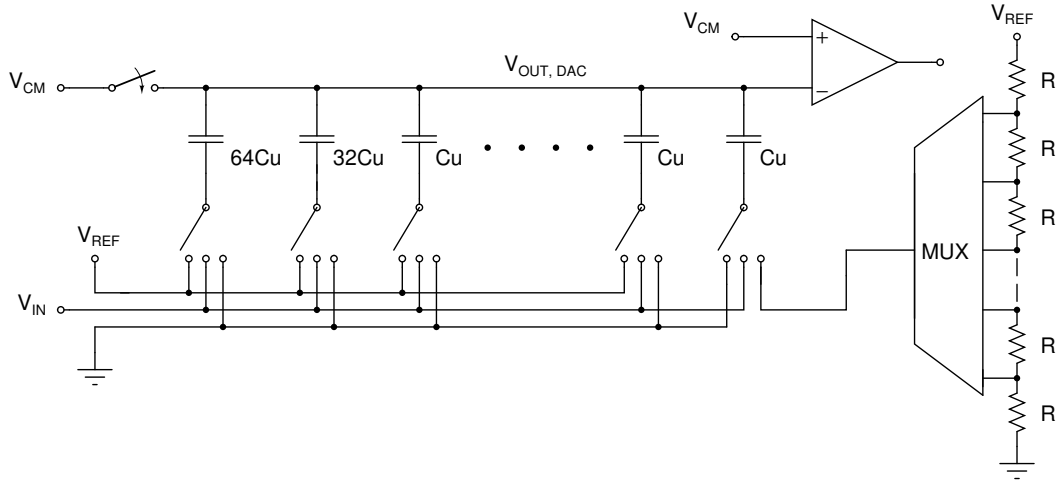 V_CM
V_REF
V_CM
V_OUT, DAC
+
−
R
R
R
R
R
64Cu
32Cu
Cu
Cu
Cu
MUX
V_REF
V_IN